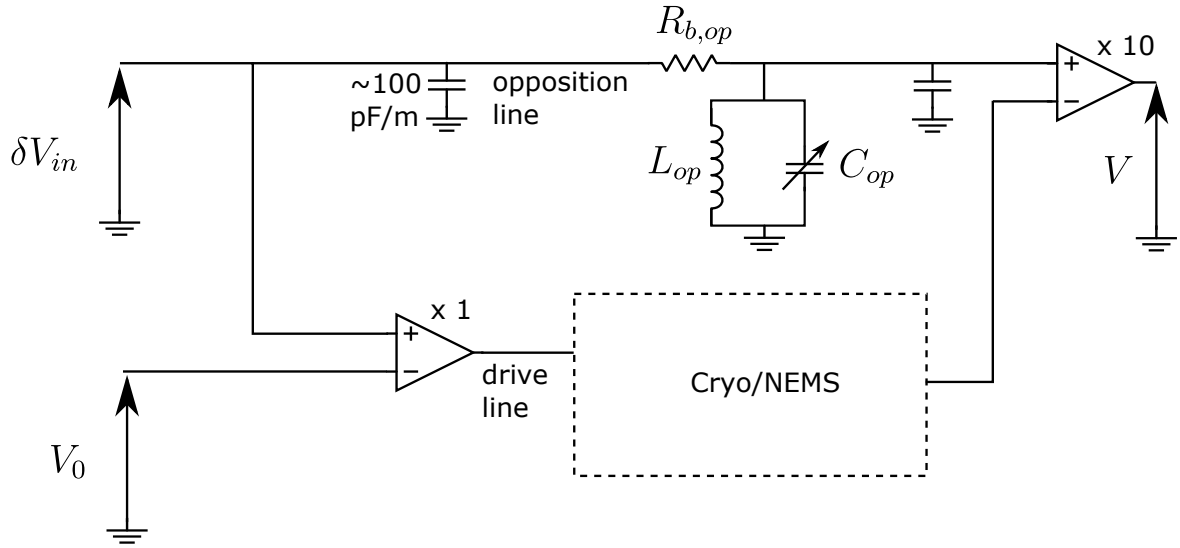 R_{b,op}
x 10
+
−
~100
pF/m
opposition
line
δV_{in}
L_{op}
C_{op}
V
x 1
+
−
drive
line
Cryo/NEMS
V_0